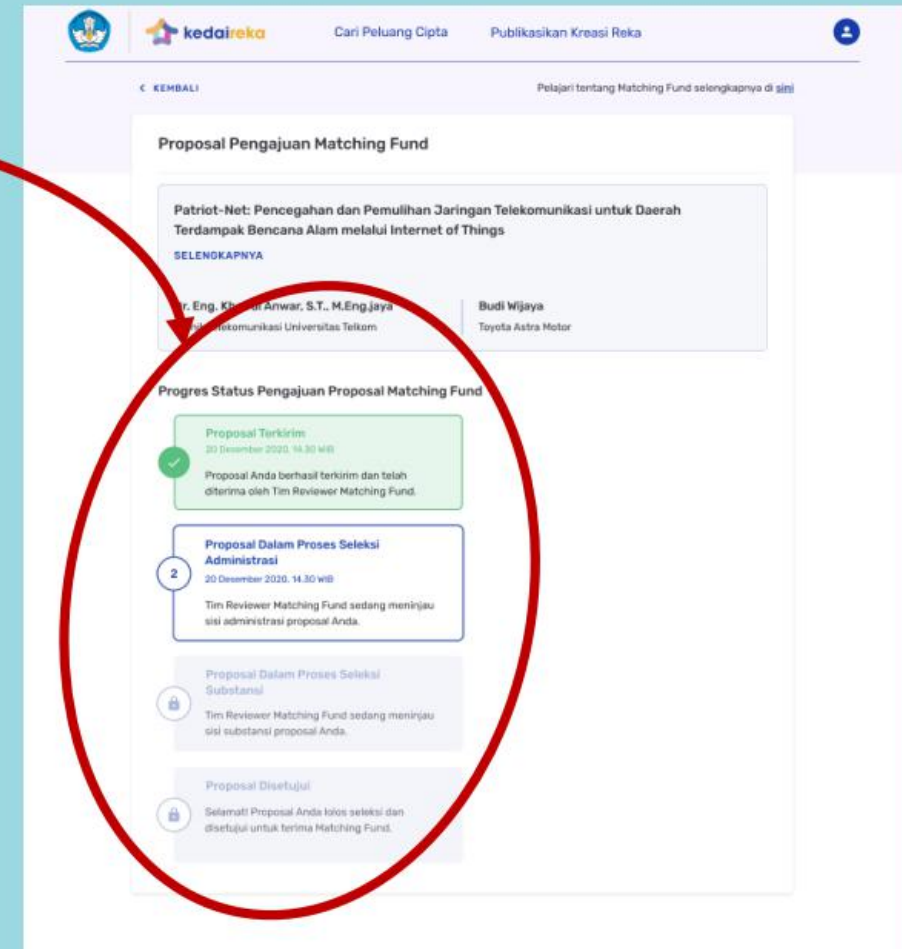 kedaireka
Cari Peluang Cipta
Publikasikan Kreasi Reka
< KEMBALI
Pelajari tentang Matching Fund selengkapnya di sini
Proposal Pengajuan Matching Fund
Patriot-Net: Pencegahan dan Pemulihan Jaringan Telekomunikasi untuk Daerah
Terdampak Bencana Alam melalui Internet of
Things
SELENGKAPNYA
Eng. Anwar, S.T., M.Eng.jaya
Telekomunikasi Universitas Telkom
Budi Wijaya
Toyota Astra Motor
Progres Status Pengajuan Proposal Matching Fund
Proposal Terkirim
20 Desember 2020, 14.30 WIB
Proposal Anda berhasil terkirim dan telah
diterima oleh Tim Reviewer Matching Fund.
2
Proposal Dalam Proses Seleksi
Administrasi
20 Desember 2020, 14.30 WIB
Tim Reviewer Matching Fund sedang meninjau
sisi administrasi proposal Anda.
Proposal Dalam Proses Seleksi
Substansi
Tim Reviewer Matching Fund sedang meninjau
sisi substansi proposal Anda.
Proposal Disetujui
Selamat! Proposal Anda lolos seleksi dan
disetujui untuk terima Matching Fund.